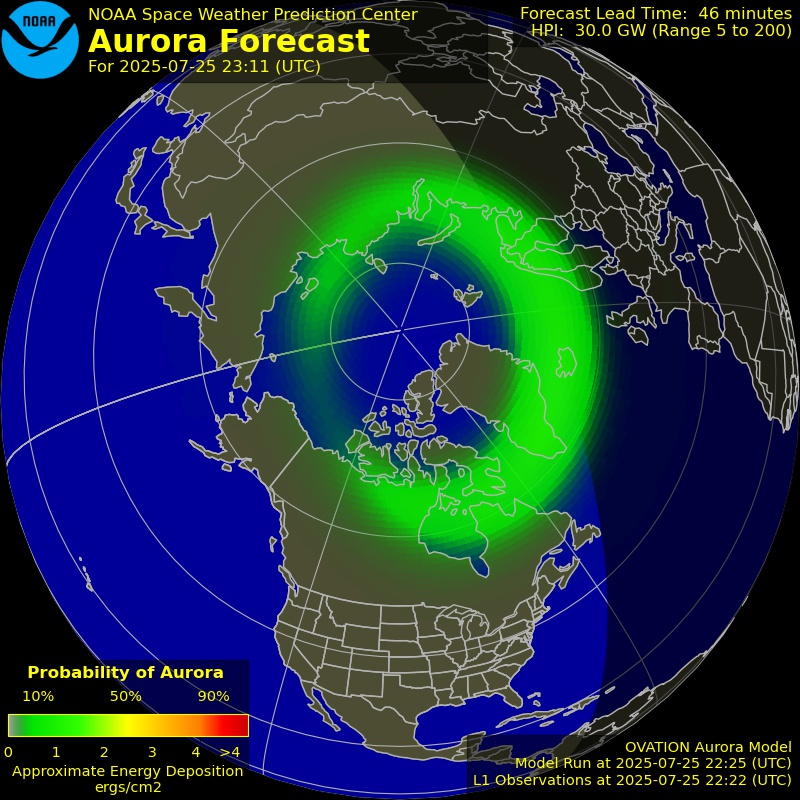 NOAA
NOAA Space Weather Prediction Center
Aurora Forecast
For 2025-07-25 23:11 (UTC)
Forecast Lead Time: 46 minutes
HPI: 30.0 GW (Range 5 to 200)
Probability of Aurora
10% 50% 90%
0 1 2 3 4 >4
Approximate Energy Deposition
ergs/cm2
OVATION Aurora Model
Model Run at 2025-07-25 22:25 (UTC)
L1 Observations at 2025-07-25 22:22 (UTC)